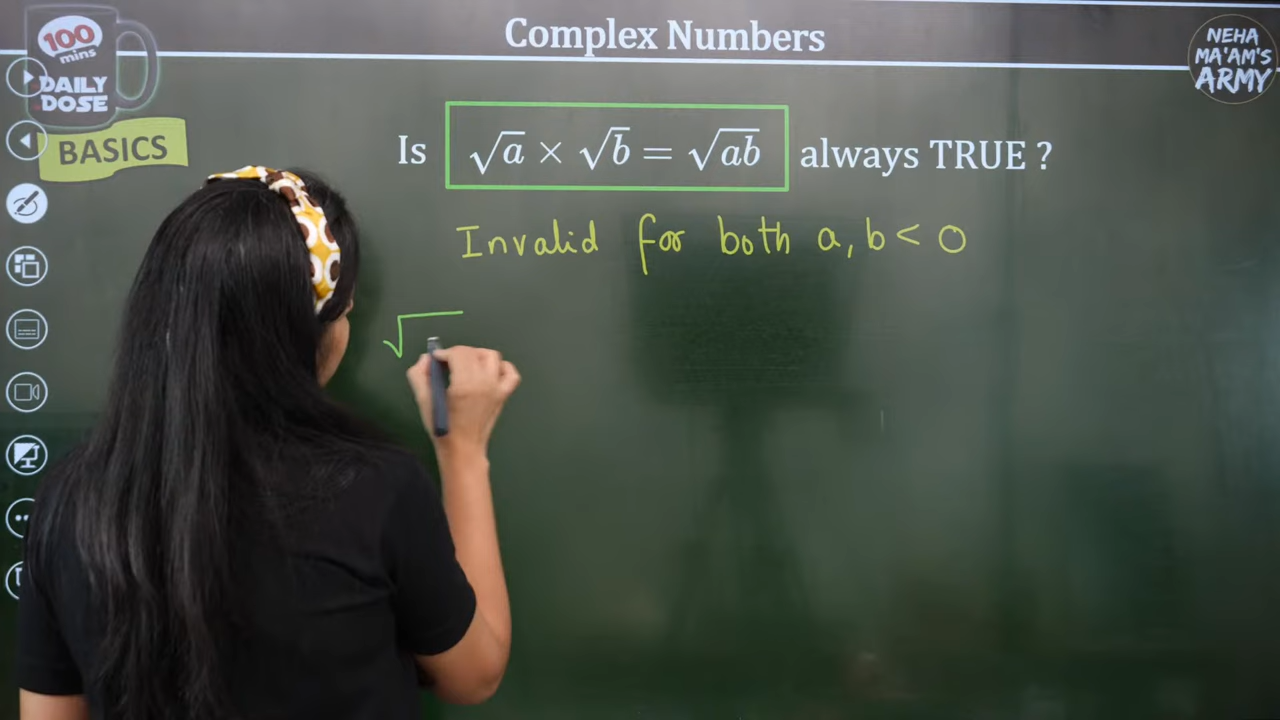 Complex Numbers
100
mins
DAILY
DOSE
NEHA
MA'AM'S
ARMY
BASICS
Is √a × √b = √ab always TRUE ?
Invalid for both a, b < 0
√